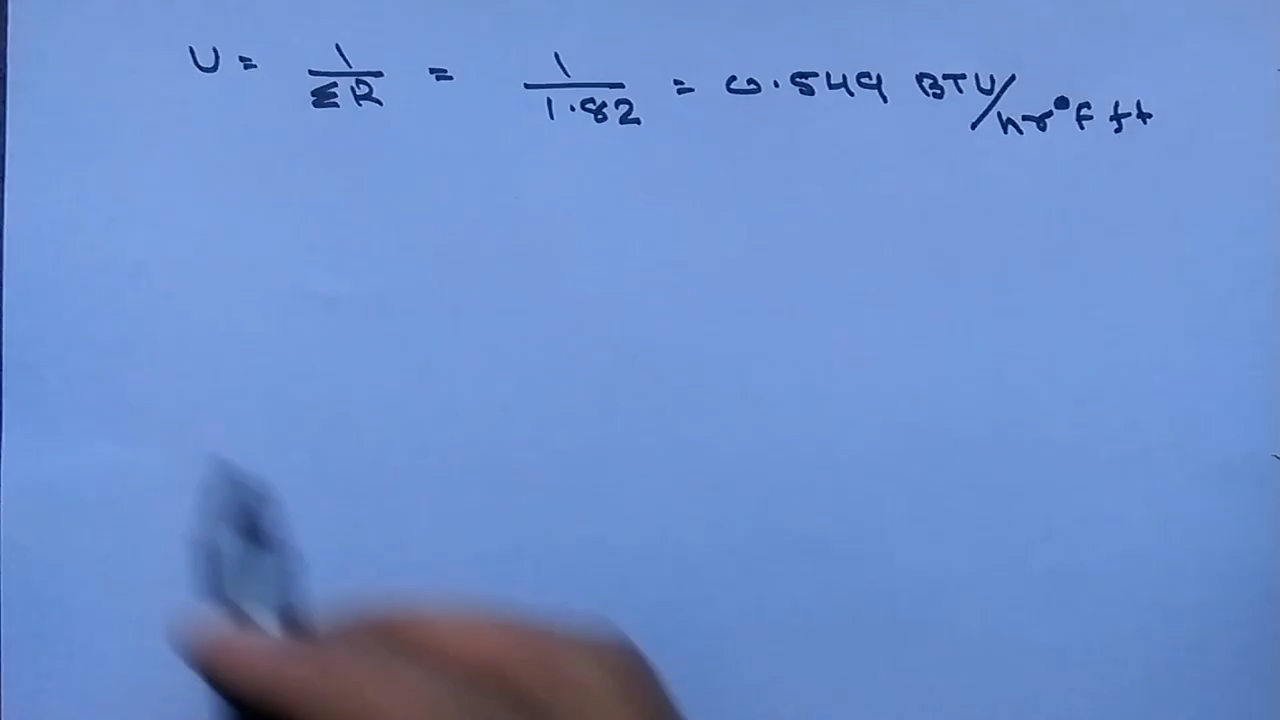 U = 1/ΣR = 1/1.82 = 0.549 BTU/hr°F ft